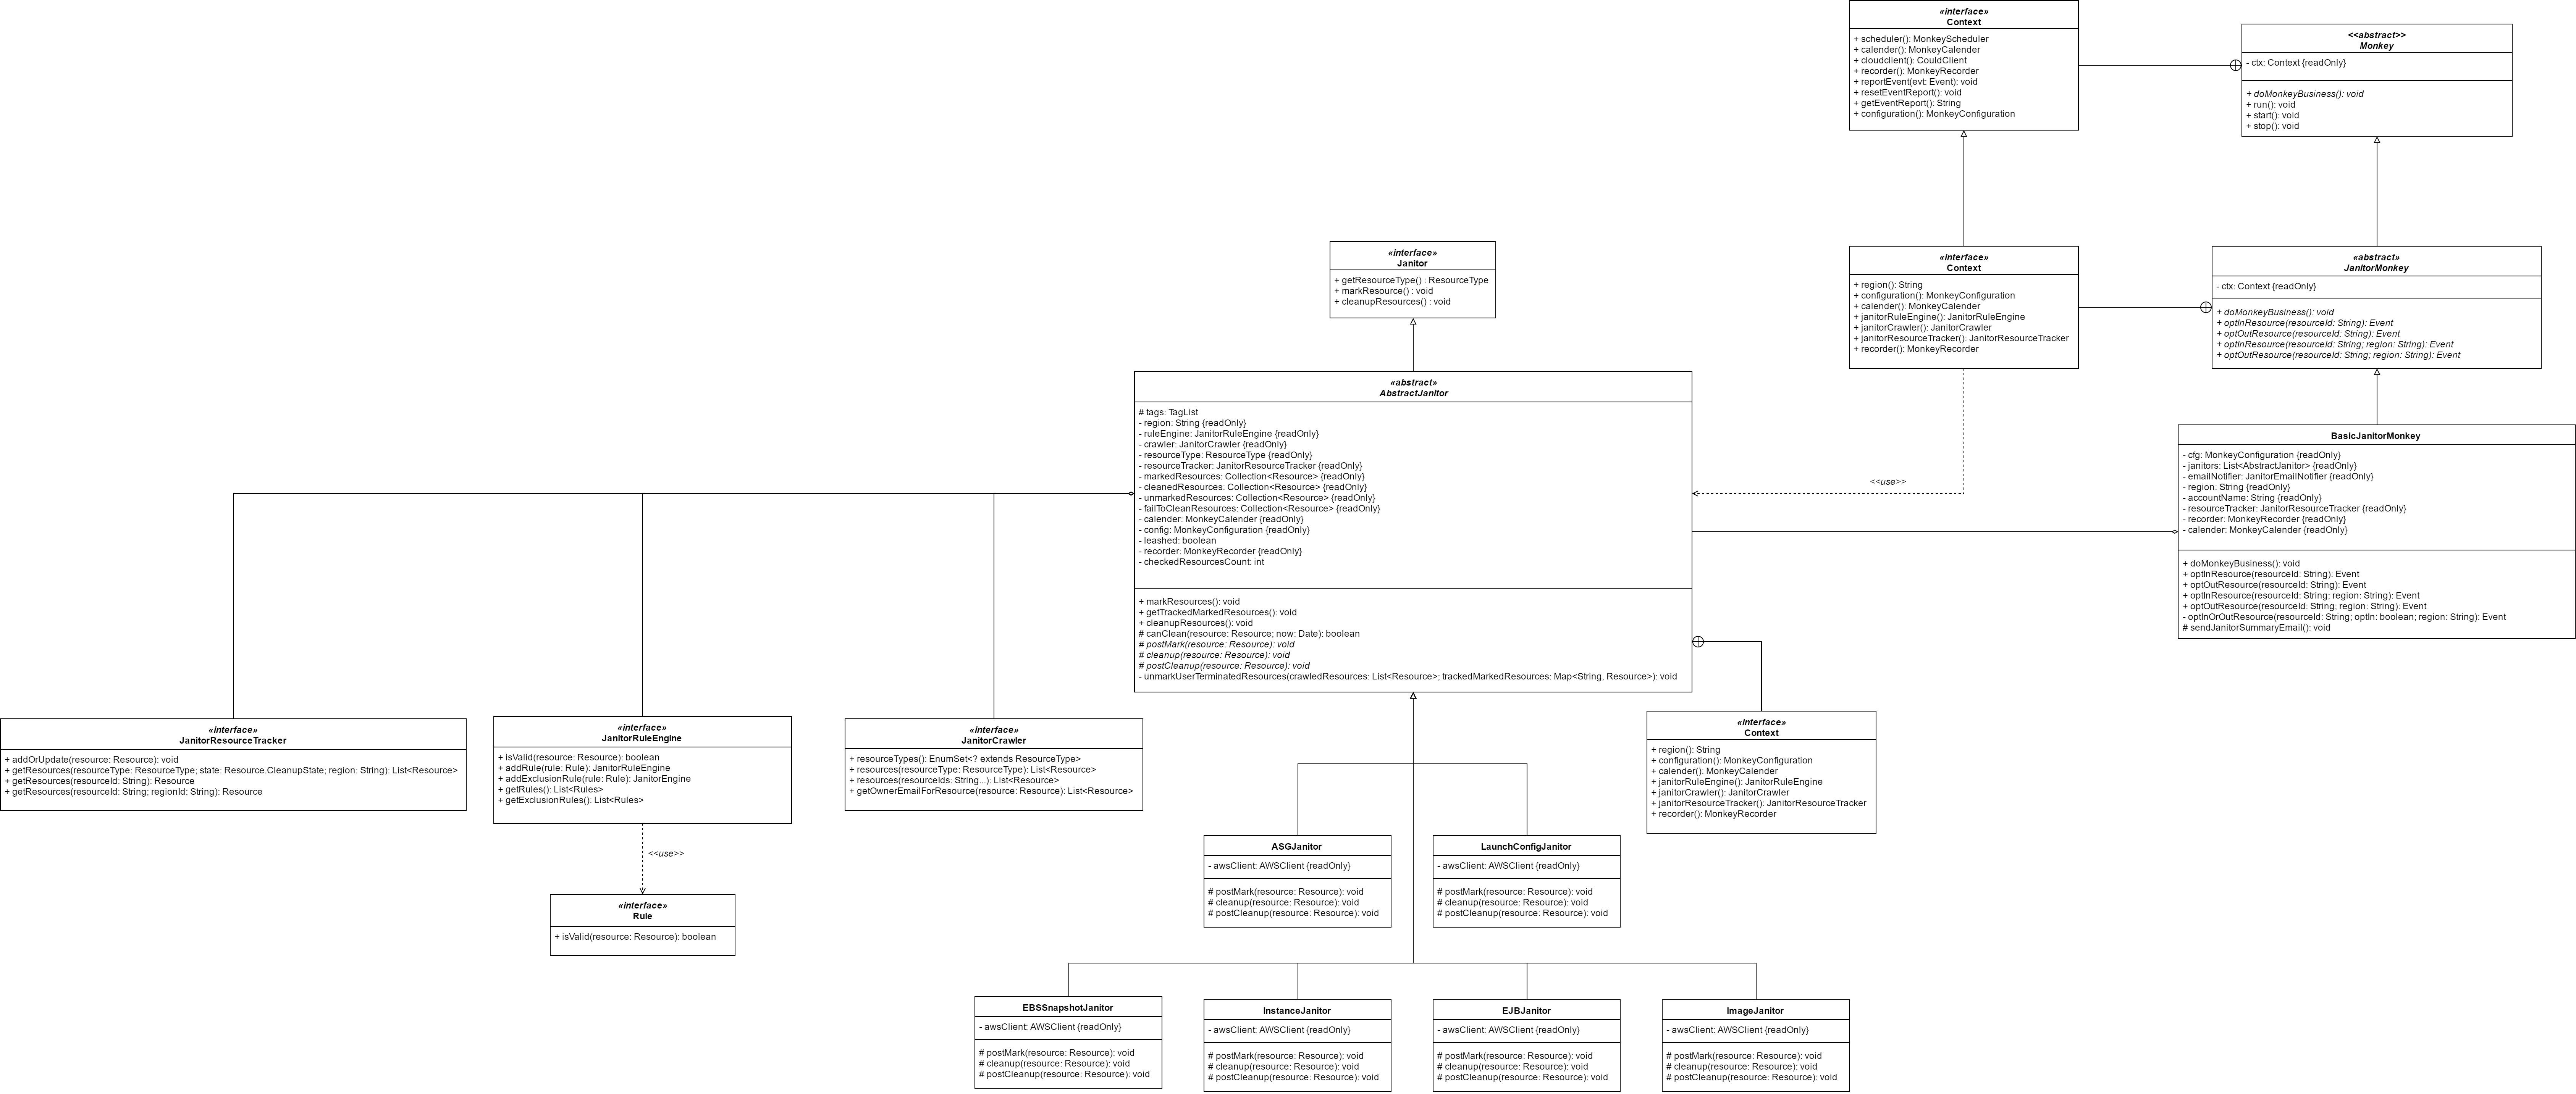 «interface»
Context
+ scheduler(): MonkeyScheduler
+ calender(): MonkeyCalender
+ cloudclient(): CouldClient
+ recorder(): MonkeyRecorder
+ reportEvent(evt: Event): void
+ resetEventReport(): void
+ getEventReport(): String
+ configuration(): MonkeyConfiguration
<<abstract>>
Monkey
- ctx: Context {readOnly}
+ doMonkeyBusiness(): void
+ run(): void
+ start(): void
+ stop(): void
«interface»
Janitor
+ getResourceType() : ResourceType
+ markResource() : void
+ cleanupResources() : void
«interface»
Context
+ region(): String
+ configuration(): MonkeyConfiguration
+ calender(): MonkeyCalender
+ janitorRuleEngine(): JanitorRuleEngine
+ janitorCrawler(): JanitorCrawler
+ janitorResourceTracker(): JanitorResourceTracker
+ recorder(): MonkeyRecorder
«abstract»
JanitorMonkey
- ctx: Context {readOnly}
+ doMonkeyBusiness(): void
+ optInResource(resourceId: String): Event
+ optOutResource(resourceId: String): Event
+ optInResource(resourceId: String; region: String): Event
+ optOutResource(resourceId: String; region: String): Event
«abstract»
AbstractJanitor
# tags: TagList
- region: String {readOnly}
- ruleEngine: JanitorRuleEngine {readOnly}
- crawler: JanitorCrawler {readOnly}
- resourceType: ResourceType {readOnly}
- resourceTracker: JanitorResourceTracker {readOnly}
- markedResources: Collection<Resource> {readOnly}
- cleanedResources: Collection<Resource> {readOnly}
- unmarkedResources: Collection<Resource> {readOnly}
- failToCleanResources: Collection<Resource> {readOnly}
- calender: MonkeyCalender {readOnly}
- config: MonkeyConfiguration {readOnly}
- leashed: boolean
- recorder: MonkeyRecorder {readOnly}
- checkedResourcesCount: int
+ markResources(): void
+ getTrackedMarkedResources(): void
+ cleanupResources(): void
# canClean(resource: Resource; now: Date): boolean
# postMark(resource: Resource): void
# cleanup(resource: Resource): void
# postCleanup(resource: Resource): void
- unmarkUserTerminatedResources(crawledResources: List<Resource>; trackedMarkedResources: Map<String, Resource>): void
<<use>>
BasicJanitorMonkey
- cfg: MonkeyConfiguration {readOnly}
- janitors: List<AbstractJanitor> {readOnly}
- emailNotifier: JanitorEmailNotifier {readOnly}
- region: String {readOnly}
- accountName: String {readOnly}
- resourceTracker: JanitorResourceTracker {readOnly}
- recorder: MonkeyRecorder {readOnly}
- calender: MonkeyCalender {readOnly}
+ doMonkeyBusiness(): void
+ optInResource(resourceId: String): Event
+ optOutResource(resourceId: String): Event
+ optInResource(resourceId: String; region: String): Event
+ optOutResource(resourceId: String; region: String): Event
- optInOrOutResource(resourceId: String; optIn: boolean; region: String): Event
# sendJanitorSummaryEmail(): void
«interface»
JanitorResourceTracker
+ addOrUpdate(resource: Resource): void
+ getResources(resourceType: ResourceType; state: Resource.CleanupState; region: String): List<Resource>
+ getResources(resourceId: String): Resource
+ getResources(resourceId: String; regionId: String): Resource
«interface»
JanitorRuleEngine
+ isValid(resource: Resource): boolean
+ addRule(rule: Rule): JanitorRuleEngine
+ addExclusionRule(rule: Rule): JanitorEngine
+ getRules(): List<Rules>
+ getExclusionRules(): List<Rules>
«interface»
JanitorCrawler
+ resourceTypes(): EnumSet<? extends ResourceType>
+ resources(resourceType: ResourceType): List<Resource>
+ resources(resourceIds: String...): List<Resource>
+ getOwnerEmailForResource(resource: Resource): List<Resource>
«interface»
Context
+ region(): String
+ configuration(): MonkeyConfiguration
+ calender(): MonkeyCalender
+ janitorRuleEngine(): JanitorRuleEngine
+ janitorCrawler(): JanitorCrawler
+ janitorResourceTracker(): JanitorResourceTracker
+ recorder(): MonkeyRecorder
<<use>>
«interface»
Rule
+ isValid(resource: Resource): boolean
ASGJanitor
- awsClient: AWSClient {readOnly}
# postMark(resource: Resource): void
# cleanup(resource: Resource): void
# postCleanup(resource: Resource): void
LaunchConfigJanitor
- awsClient: AWSClient {readOnly}
# postMark(resource: Resource): void
# cleanup(resource: Resource): void
# postCleanup(resource: Resource): void
EBSSnapshotJanitor
- awsClient: AWSClient {readOnly}
# postMark(resource: Resource): void
# cleanup(resource: Resource): void
# postCleanup(resource: Resource): void
InstanceJanitor
- awsClient: AWSClient {readOnly}
# postMark(resource: Resource): void
# cleanup(resource: Resource): void
# postCleanup(resource: Resource): void
EJBJanitor
- awsClient: AWSClient {readOnly}
# postMark(resource: Resource): void
# cleanup(resource: Resource): void
# postCleanup(resource: Resource): void
ImageJanitor
- awsClient: AWSClient {readOnly}
# postMark(resource: Resource): void
# cleanup(resource: Resource): void
# postCleanup(resource: Resource): void